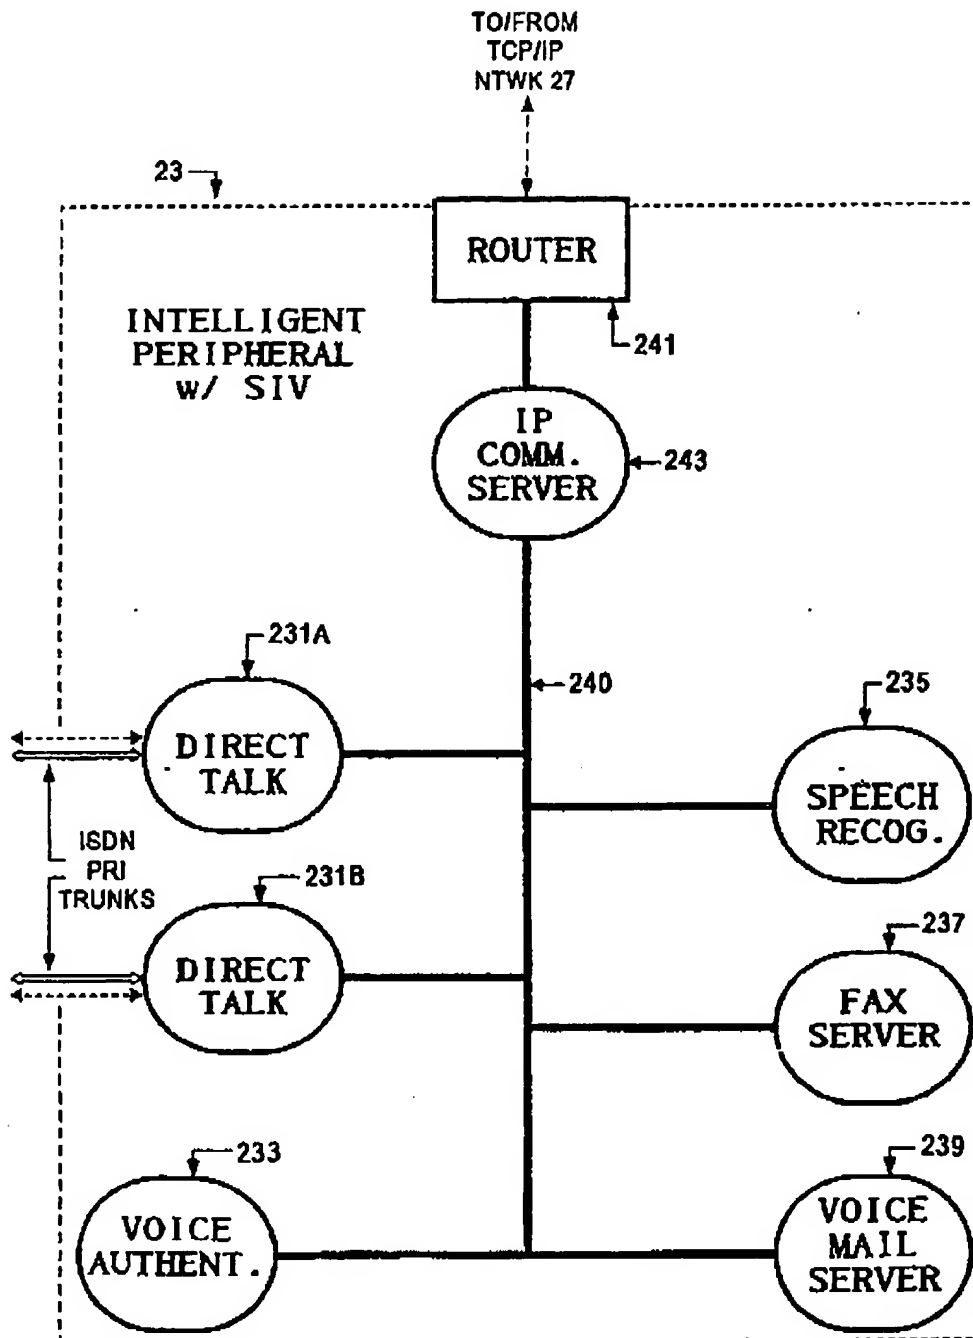 TO/FROM
TCP/IP
NTWK 27
23
ROUTER
241
INTELLIGENT
PERIPHERAL
w/ SIV
IP
COMM.
SERVER
243
231A
240
235
DIRECT
TALK
SPEECH
RECOG.
ISDN
PRI
TRUNKS
231B
237
DIRECT
TALK
FAX
SERVER
233
239
VOICE
AUTHENT.
VOICE
MAIL
SERVER